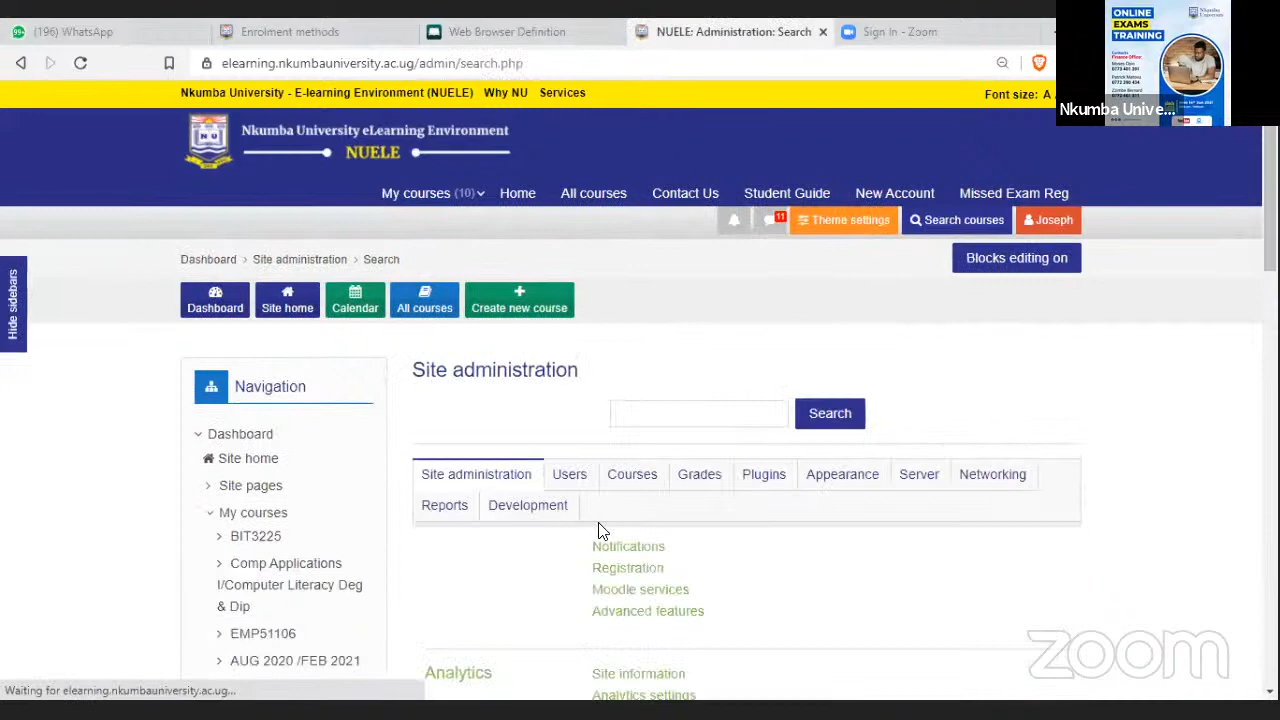 (196) WhatsApp
Enrolment methods
Web Browser Definition
NUELE: Administration: Search
Sign In - Zoom
elearning.nkumbauniversity.ac.ug/admin/search.php
ONLINE
EXAMS
TRAINING
Nkumba
University
Nkumba Unive...
Nkumba University - E-learning Environment (NUELE) Why NU Services
Font size: A
Nkumba University eLearning Environment
NUELE
My courses (10) Home All courses Contact Us Student Guide New Account Missed Exam Reg
11 Theme settings Search courses Joseph
Dashboard > Site administration > Search
Blocks editing on
Hide sidebars
Dashboard Site home Calendar All courses Create new course
Site administration
Search
Navigation
Dashboard
Site home
Site pages
My courses
BIT3225
Comp Applications
I/Computer Literacy Deg
& Dip
EMP51106
AUG 2020 /FEB 2021
Site administration Users Courses Grades Plugins Appearance Server Networking
Reports Development
Notifications
Registration
Moodle services
Advanced features
Analytics
Site information
Analytics settings
zoom
Waiting for elearning.nkumbauniversity.ac.ug...